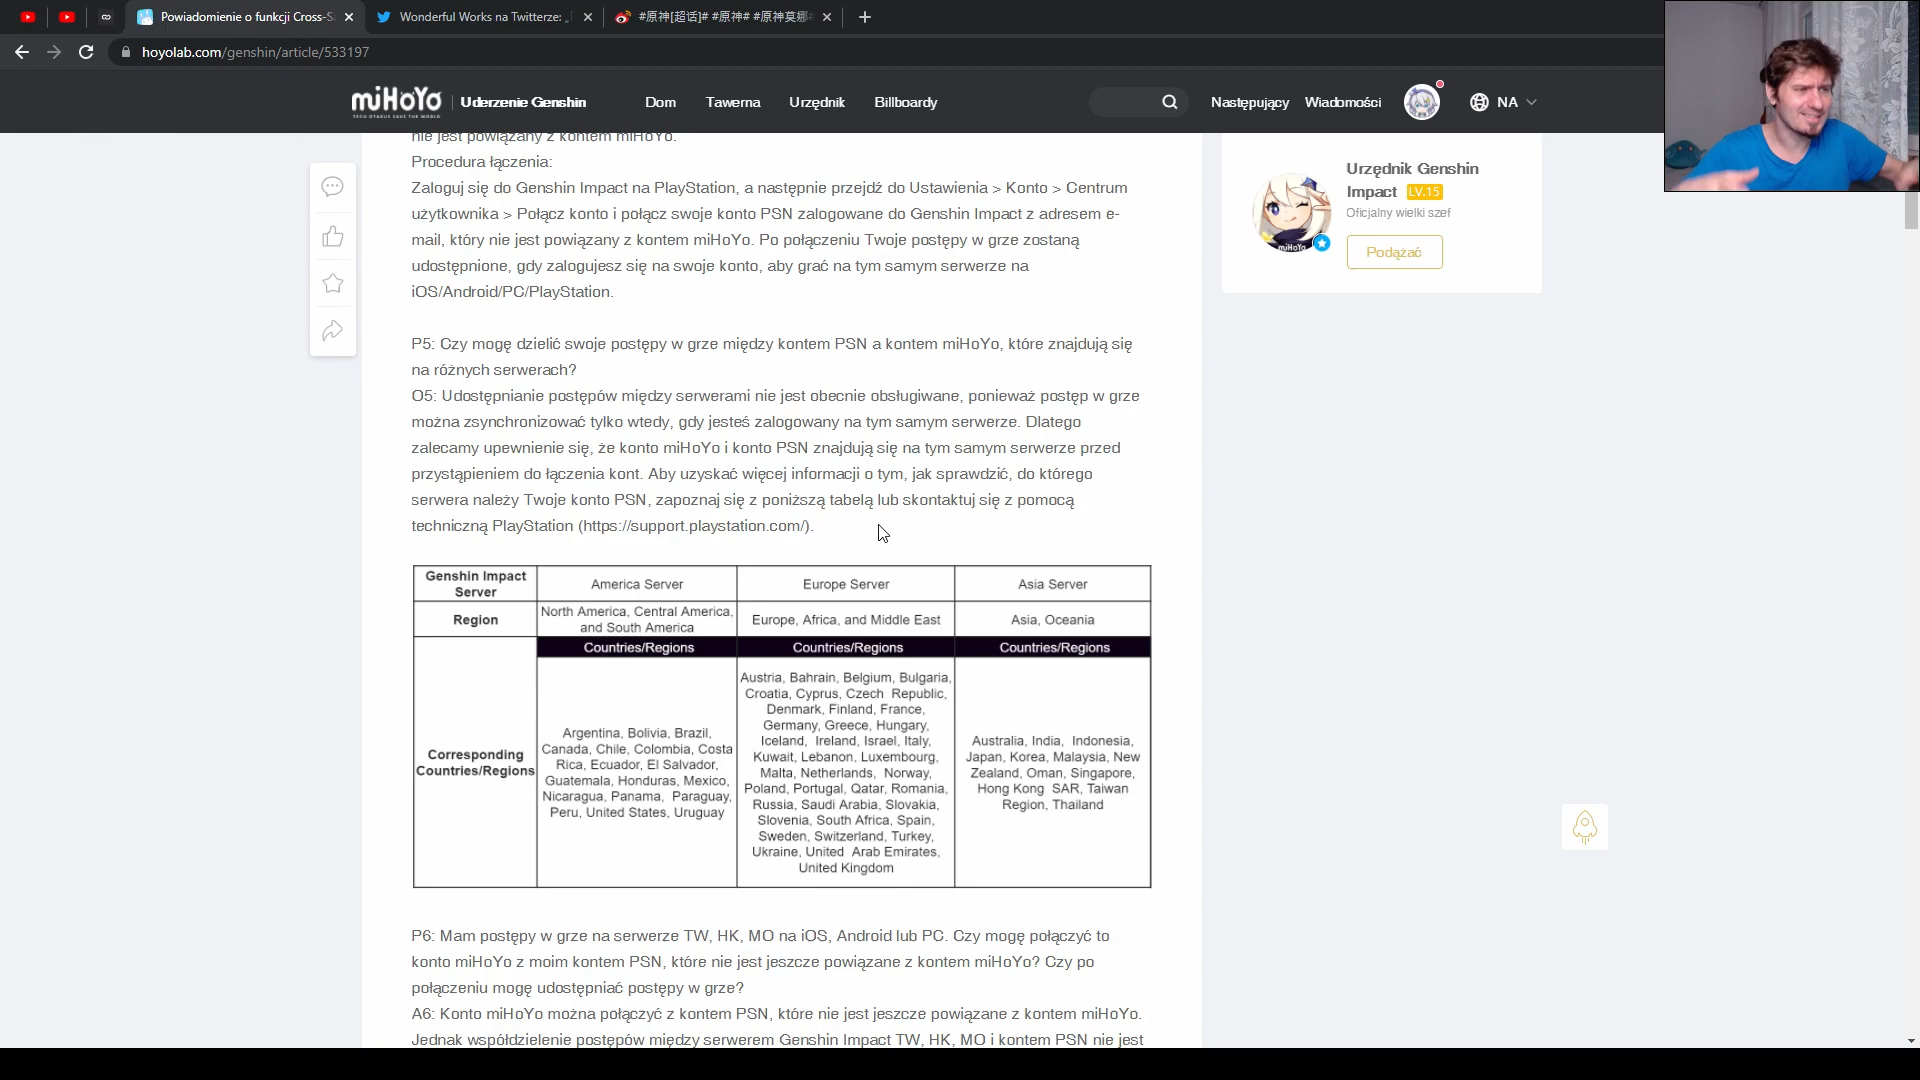 Powiadomienie o funkcji Cross-S
Wonderful Works na Twitterze: „
#原神[超话]# #原神# #原神莫娜#
hoyolab.com/genshin/article/533197
miHoYo
TECH OTAKUS SAVE THE WORLD
Uderzenie Genshin
Dom
Tawerna
Urzędnik
Billboardy
Następujący
Wiadomości
NA
nie jest powiązany z kontem miHoYo.
Procedura łączenia:
Zaloguj się do Genshin Impact na PlayStation, a następnie przejdź do Ustawienia > Konto > Centrum
użytkownika > Połącz konto i połącz swoje konto PSN zalogowane do Genshin Impact z adresem e-
mail, który nie jest powiązany z kontem miHoYo. Po połączeniu Twoje postępy w grze zostaną
udostępnione, gdy zalogujesz się na swoje konto, aby grać na tym samym serwerze na
iOS/Android/PC/PlayStation.
P5: Czy mogę dzielić swoje postępy w grze między kontem PSN a kontem miHoYo, które znajdują się
na różnych serwerach?
O5: Udostępnianie postępów między serwerami nie jest obecnie obsługiwane, ponieważ postęp w grze
można zsynchronizować tylko wtedy, gdy jesteś zalogowany na tym samym serwerze. Dlatego
zalecamy upewnienie się, że konto miHoYo i konto PSN znajdują się na tym samym serwerze przed
przystąpieniem do łączenia kont. Aby uzyskać więcej informacji o tym, jak sprawdzić, do którego
serwera należy Twoje konto PSN, zapoznaj się z poniższą tabelą lub skontaktuj się z pomocą
techniczną PlayStation (https://support.playstation.com/).
Genshin Impact
Server
America Server
Europe Server
Asia Server
Region
North America, Central America,
and South America
Europe, Africa, and Middle East
Asia, Oceania
Countries/Regions
Countries/Regions
Countries/Regions
Corresponding
Countries/Regions
Argentina, Bolivia, Brazil,
Canada, Chile, Colombia, Costa
Rica, Ecuador, El Salvador,
Guatemala, Honduras, Mexico,
Nicaragua, Panama, Paraguay,
Peru, United States, Uruguay
Austria, Bahrain, Belgium, Bulgaria,
Croatia, Cyprus, Czech Republic,
Denmark, Finland, France,
Germany, Greece, Hungary,
Iceland, Ireland, Israel, Italy,
Kuwait, Lebanon, Luxembourg,
Malta, Netherlands, Norway,
Poland, Portugal, Qatar, Romania,
Russia, Saudi Arabia, Slovakia,
Slovenia, South Africa, Spain,
Sweden, Switzerland, Turkey,
Ukraine, United Arab Emirates,
United Kingdom
Australia, India, Indonesia,
Japan, Korea, Malaysia, New
Zealand, Oman, Singapore,
Hong Kong SAR, Taiwan
Region, Thailand
P6: Mam postępy w grze na serwerze TW, HK, MO na iOS, Android lub PC. Czy mogę połączyć to
konto miHoYo z moim kontem PSN, które nie jest jeszcze powiązane z kontem miHoYo? Czy po
połączeniu mogę udostępniać postępy w grze?
A6: Konto miHoYo można połączyć z kontem PSN, które nie jest jeszcze powiązane z kontem miHoYo.
Jednak współdzielenie postępów między serwerem Genshin Impact TW, HK, MO i kontem PSN nie jest
Urzędnik Genshin
Impact LV.15
Oficjalny wielki szef
miHoYo
Podążać